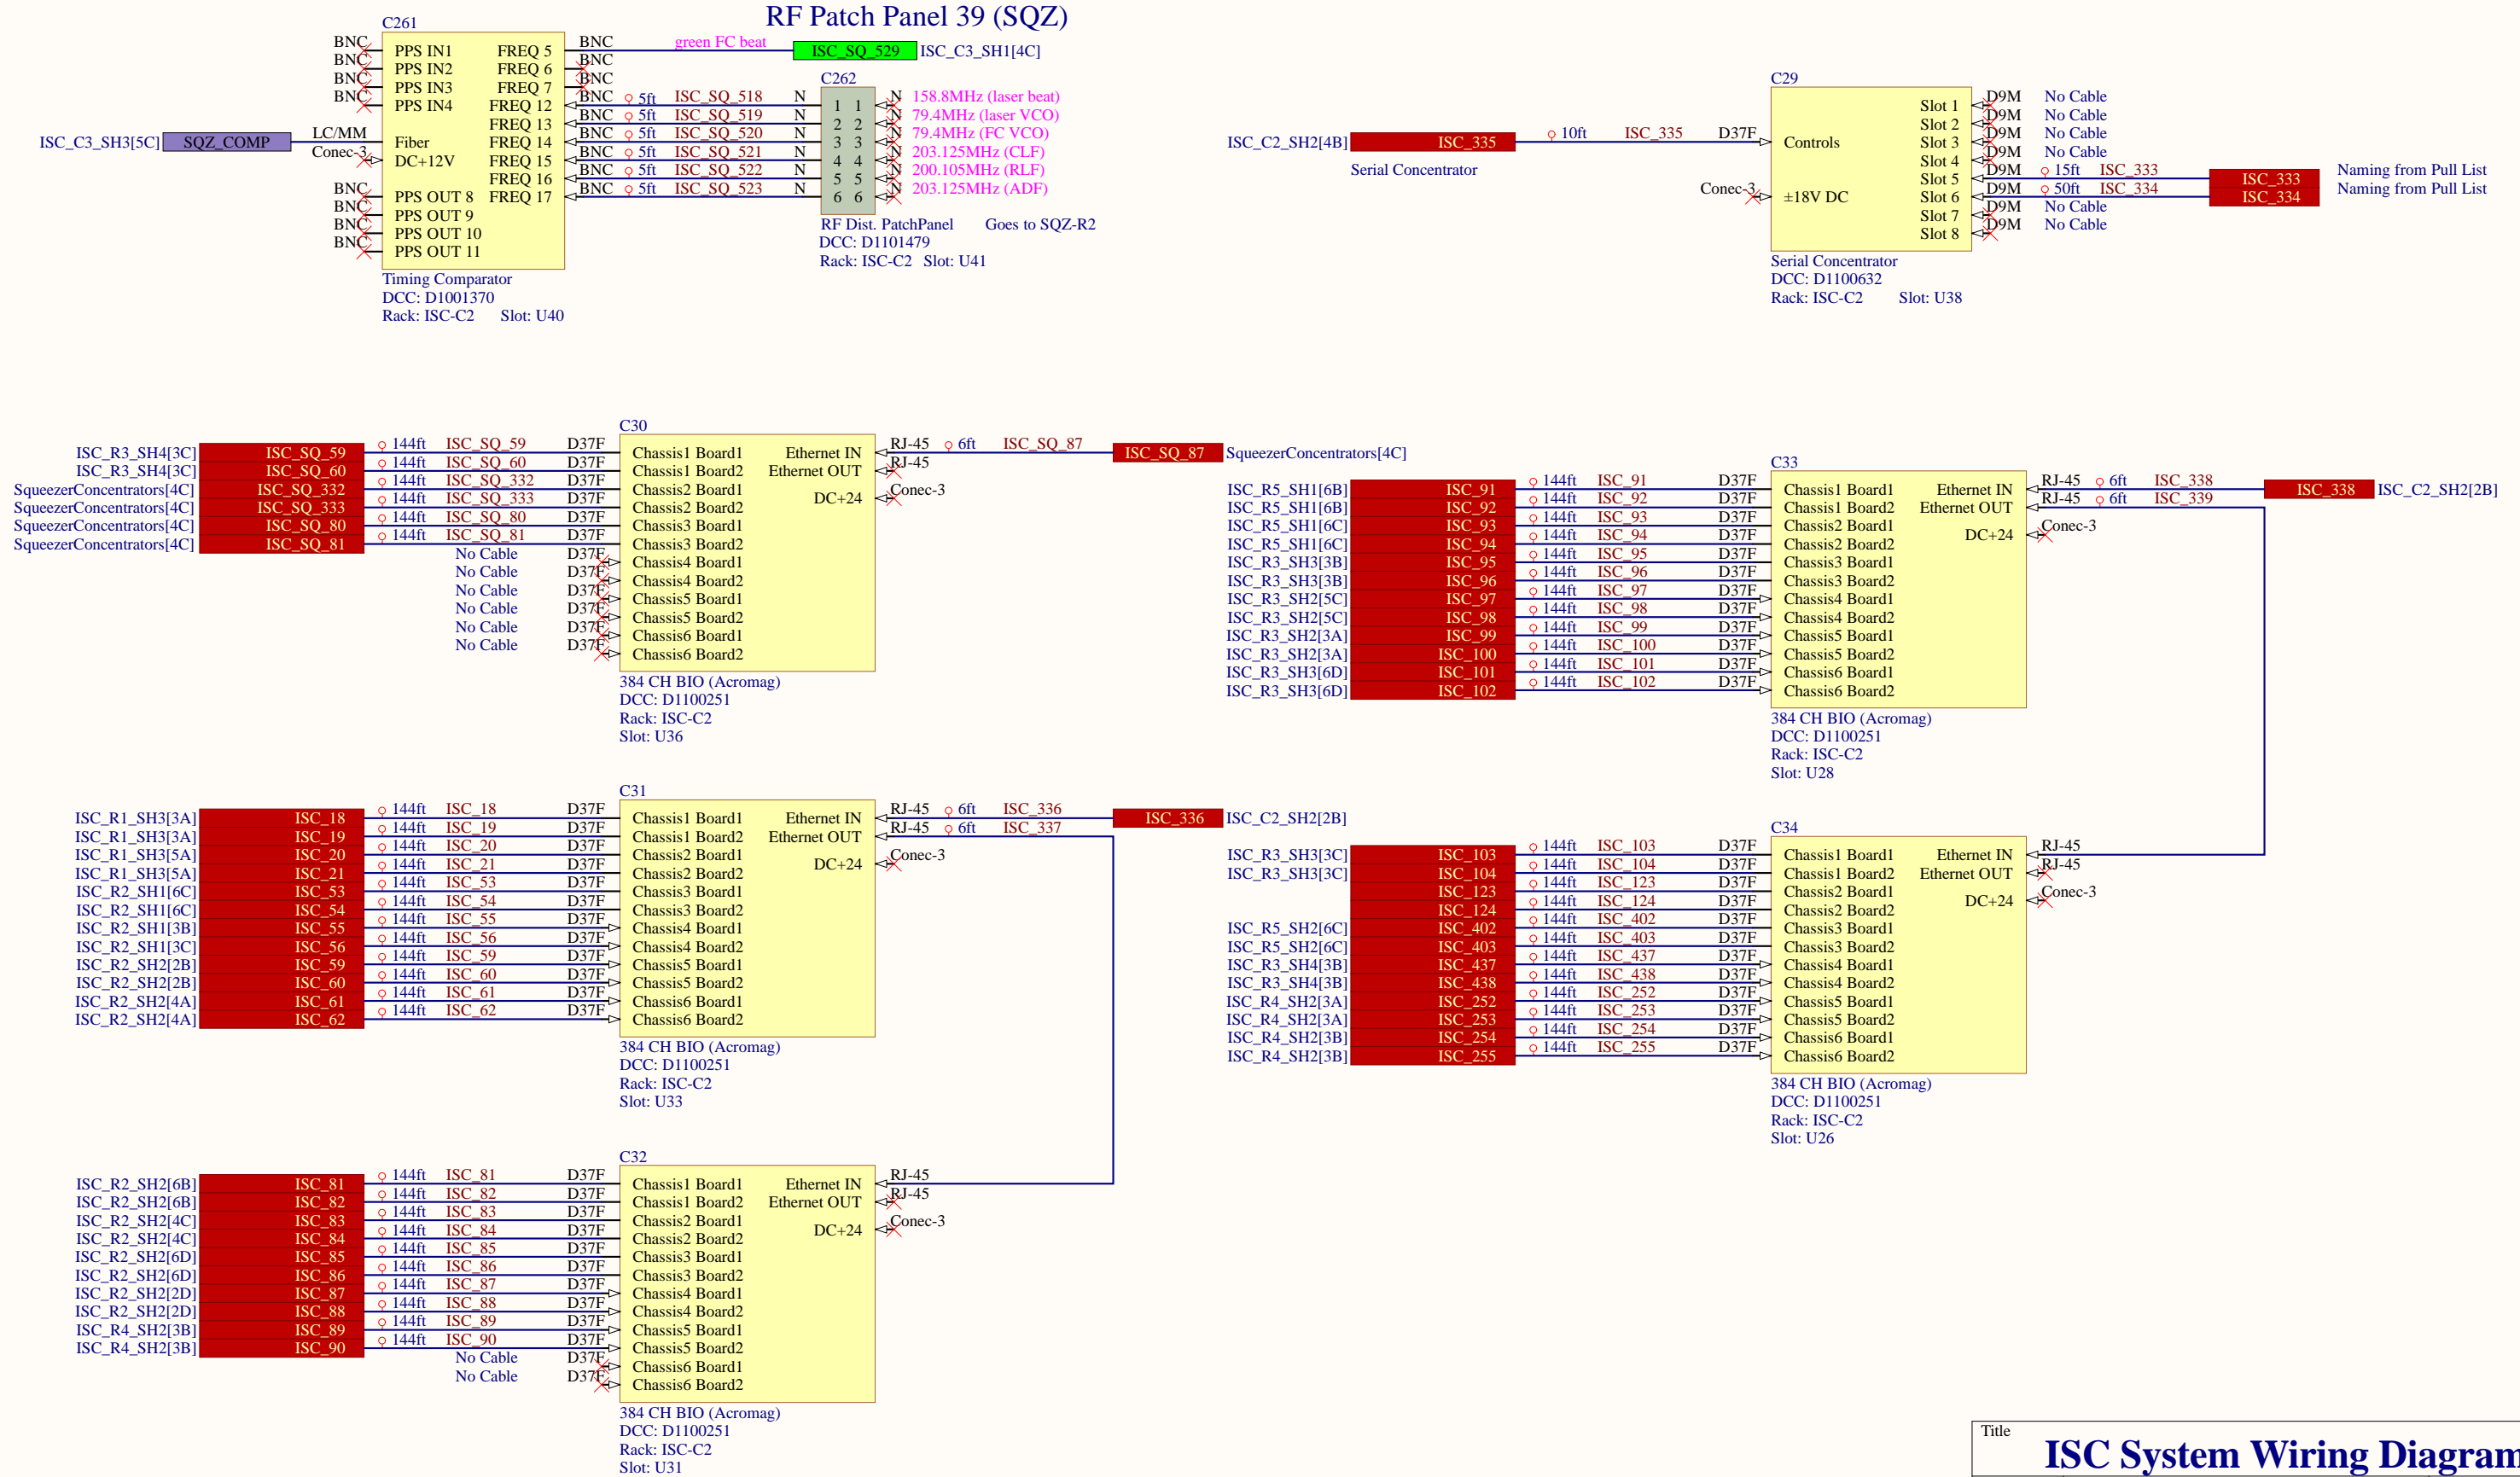 RF Patch Panel 39 (SQZ)
C261
BNC PPS IN1 FREQ 5 BNC green FC beat ISC_SQ_529 ISC_C3_SH1[4C]
BNC PPS IN2 FREQ 6 BNC
BNC PPS IN3 FREQ 7 BNC
C262
BNC PPS IN4 FREQ 12 BNC 5ft ISC_SQ_518 N 1 1 N 158.8MHz (laser beat)
FREQ 13 BNC 5ft ISC_SQ_519 N 2 2 N 79.4MHz (laser VCO)
ISC_C3_SH3[5C] SQZ_COMP LC/MM Fiber FREQ 14 BNC 5ft ISC_SQ_520 N 3 3 N 79.4MHz (FC VCO)
Conec-3 DC+12V FREQ 15 BNC 5ft ISC_SQ_521 N 4 4 N 203.125MHz (CLF)
FREQ 16 BNC 5ft ISC_SQ_522 N 5 5 N 200.105MHz (RLF)
BNC PPS OUT 8 FREQ 17 BNC 5ft ISC_SQ_523 N 6 6 N 203.125MHz (ADF)
BNC PPS OUT 9
BNC PPS OUT 10
BNC PPS OUT 11
RF Dist. PatchPanel Goes to SQZ-R2
DCC: D1101479
Rack: ISC-C2 Slot: U41
Timing Comparator
DCC: D1001370
Rack: ISC-C2 Slot: U40
C29
Slot 1 D9M No Cable
Slot 2 D9M No Cable
ISC_C2_SH2[4B] ISC_335 10ft ISC_335 D37F Controls Slot 3 D9M No Cable
Serial Concentrator
Slot 4 D9M No Cable
Slot 5 D9M 15ft ISC_333 ISC_333 Naming from Pull List
Conec-3 ±18V DC Slot 6 D9M 50ft ISC_334 ISC_334 Naming from Pull List
Slot 7 D9M No Cable
Slot 8 D9M No Cable
Serial Concentrator
DCC: D1100632
Rack: ISC-C2 Slot: U38
C30
ISC_R3_SH4[3C] ISC_SQ_59 144ft ISC_SQ_59 D37F Chassis1 Board1 Ethernet IN RJ-45 6ft ISC_SQ_87 ISC_SQ_87 SqueezerConcentrators[4C]
ISC_R3_SH4[3C] ISC_SQ_60 144ft ISC_SQ_60 D37F Chassis1 Board2 Ethernet OUT RJ-45
SqueezerConcentrators[4C] ISC_SQ_332 144ft ISC_SQ_332 D37F Chassis2 Board1 DC+24 Conec-3
SqueezerConcentrators[4C] ISC_SQ_333 144ft ISC_SQ_333 D37F Chassis2 Board2
SqueezerConcentrators[4C] ISC_SQ_80 144ft ISC_SQ_80 D37F Chassis3 Board1
SqueezerConcentrators[4C] ISC_SQ_81 144ft ISC_SQ_81 D37F Chassis3 Board2
No Cable D37F Chassis4 Board1
No Cable D37F Chassis4 Board2
No Cable D37F Chassis5 Board1
No Cable D37F Chassis5 Board2
No Cable D37F Chassis6 Board1
No Cable D37F Chassis6 Board2
384 CH BIO (Acromag)
DCC: D1100251
Rack: ISC-C2
Slot: U36
C33
ISC_R5_SH1[6B] ISC_91 144ft ISC_91 D37F Chassis1 Board1 Ethernet IN RJ-45 6ft ISC_338 ISC_338 ISC_C2_SH2[2B]
ISC_R5_SH1[6B] ISC_92 144ft ISC_92 D37F Chassis1 Board2 Ethernet OUT RJ-45 6ft ISC_339
ISC_R5_SH1[6C] ISC_93 144ft ISC_93 D37F Chassis2 Board1 DC+24 Conec-3
ISC_R5_SH1[6C] ISC_94 144ft ISC_94 D37F Chassis2 Board2
ISC_R3_SH3[3B] ISC_95 144ft ISC_95 D37F Chassis3 Board1
ISC_R3_SH3[3B] ISC_96 144ft ISC_96 D37F Chassis3 Board2
ISC_R3_SH2[5C] ISC_97 144ft ISC_97 D37F Chassis4 Board1
ISC_R3_SH2[5C] ISC_98 144ft ISC_98 D37F Chassis4 Board2
ISC_R3_SH2[3A] ISC_99 144ft ISC_99 D37F Chassis5 Board1
ISC_R3_SH2[3A] ISC_100 144ft ISC_100 D37F Chassis5 Board2
ISC_R3_SH3[6D] ISC_101 144ft ISC_101 D37F Chassis6 Board1
ISC_R3_SH3[6D] ISC_102 144ft ISC_102 D37F Chassis6 Board2
384 CH BIO (Acromag)
DCC: D1100251
Rack: ISC-C2
Slot: U28
C31
ISC_R1_SH3[3A] ISC_18 144ft ISC_18 D37F Chassis1 Board1 Ethernet IN RJ-45 6ft ISC_336 ISC_336 ISC_C2_SH2[2B]
ISC_R1_SH3[3A] ISC_19 144ft ISC_19 D37F Chassis1 Board2 Ethernet OUT RJ-45 6ft ISC_337
ISC_R1_SH3[5A] ISC_20 144ft ISC_20 D37F Chassis2 Board1 DC+24 Conec-3
ISC_R1_SH3[5A] ISC_21 144ft ISC_21 D37F Chassis2 Board2
ISC_R2_SH1[6C] ISC_53 144ft ISC_53 D37F Chassis3 Board1
ISC_R2_SH1[6C] ISC_54 144ft ISC_54 D37F Chassis3 Board2
ISC_R2_SH1[3B] ISC_55 144ft ISC_55 D37F Chassis4 Board1
ISC_R2_SH1[3C] ISC_56 144ft ISC_56 D37F Chassis4 Board2
ISC_R2_SH2[2B] ISC_59 144ft ISC_59 D37F Chassis5 Board1
ISC_R2_SH2[2B] ISC_60 144ft ISC_60 D37F Chassis5 Board2
ISC_R2_SH2[4A] ISC_61 144ft ISC_61 D37F Chassis6 Board1
ISC_R2_SH2[4A] ISC_62 144ft ISC_62 D37F Chassis6 Board2
384 CH BIO (Acromag)
DCC: D1100251
Rack: ISC-C2
Slot: U33
C34
ISC_R3_SH3[3C] ISC_103 144ft ISC_103 D37F Chassis1 Board1 Ethernet IN RJ-45
ISC_R3_SH3[3C] ISC_104 144ft ISC_104 D37F Chassis1 Board2 Ethernet OUT RJ-45
ISC_123 144ft ISC_123 D37F Chassis2 Board1 DC+24 Conec-3
ISC_124 144ft ISC_124 D37F Chassis2 Board2
ISC_R5_SH2[6C] ISC_402 144ft ISC_402 D37F Chassis3 Board1
ISC_R5_SH2[6C] ISC_403 144ft ISC_403 D37F Chassis3 Board2
ISC_R3_SH4[3B] ISC_437 144ft ISC_437 D37F Chassis4 Board1
ISC_R3_SH4[3B] ISC_438 144ft ISC_438 D37F Chassis4 Board2
ISC_R4_SH2[3A] ISC_252 144ft ISC_252 D37F Chassis5 Board1
ISC_R4_SH2[3A] ISC_253 144ft ISC_253 D37F Chassis5 Board2
ISC_R4_SH2[3B] ISC_254 144ft ISC_254 D37F Chassis6 Board1
ISC_R4_SH2[3B] ISC_255 144ft ISC_255 D37F Chassis6 Board2
384 CH BIO (Acromag)
DCC: D1100251
Rack: ISC-C2
Slot: U26
C32
ISC_R2_SH2[6B] ISC_81 144ft ISC_81 D37F Chassis1 Board1 Ethernet IN RJ-45
ISC_R2_SH2[6B] ISC_82 144ft ISC_82 D37F Chassis1 Board2 Ethernet OUT RJ-45
ISC_R2_SH2[4C] ISC_83 144ft ISC_83 D37F Chassis2 Board1 DC+24 Conec-3
ISC_R2_SH2[4C] ISC_84 144ft ISC_84 D37F Chassis2 Board2
ISC_R2_SH2[6D] ISC_85 144ft ISC_85 D37F Chassis3 Board1
ISC_R2_SH2[6D] ISC_86 144ft ISC_86 D37F Chassis3 Board2
ISC_R2_SH2[2D] ISC_87 144ft ISC_87 D37F Chassis4 Board1
ISC_R2_SH2[2D] ISC_88 144ft ISC_88 D37F Chassis4 Board2
ISC_R4_SH2[3B] ISC_89 144ft ISC_89 D37F Chassis5 Board1
ISC_R4_SH2[3B] ISC_90 144ft ISC_90 D37F Chassis5 Board2
No Cable D37F Chassis6 Board1
No Cable D37F Chassis6 Board2
384 CH BIO (Acromag)
DCC: D1100251
Rack: ISC-C2
Slot: U31
Title
ISC System Wiring Diagram